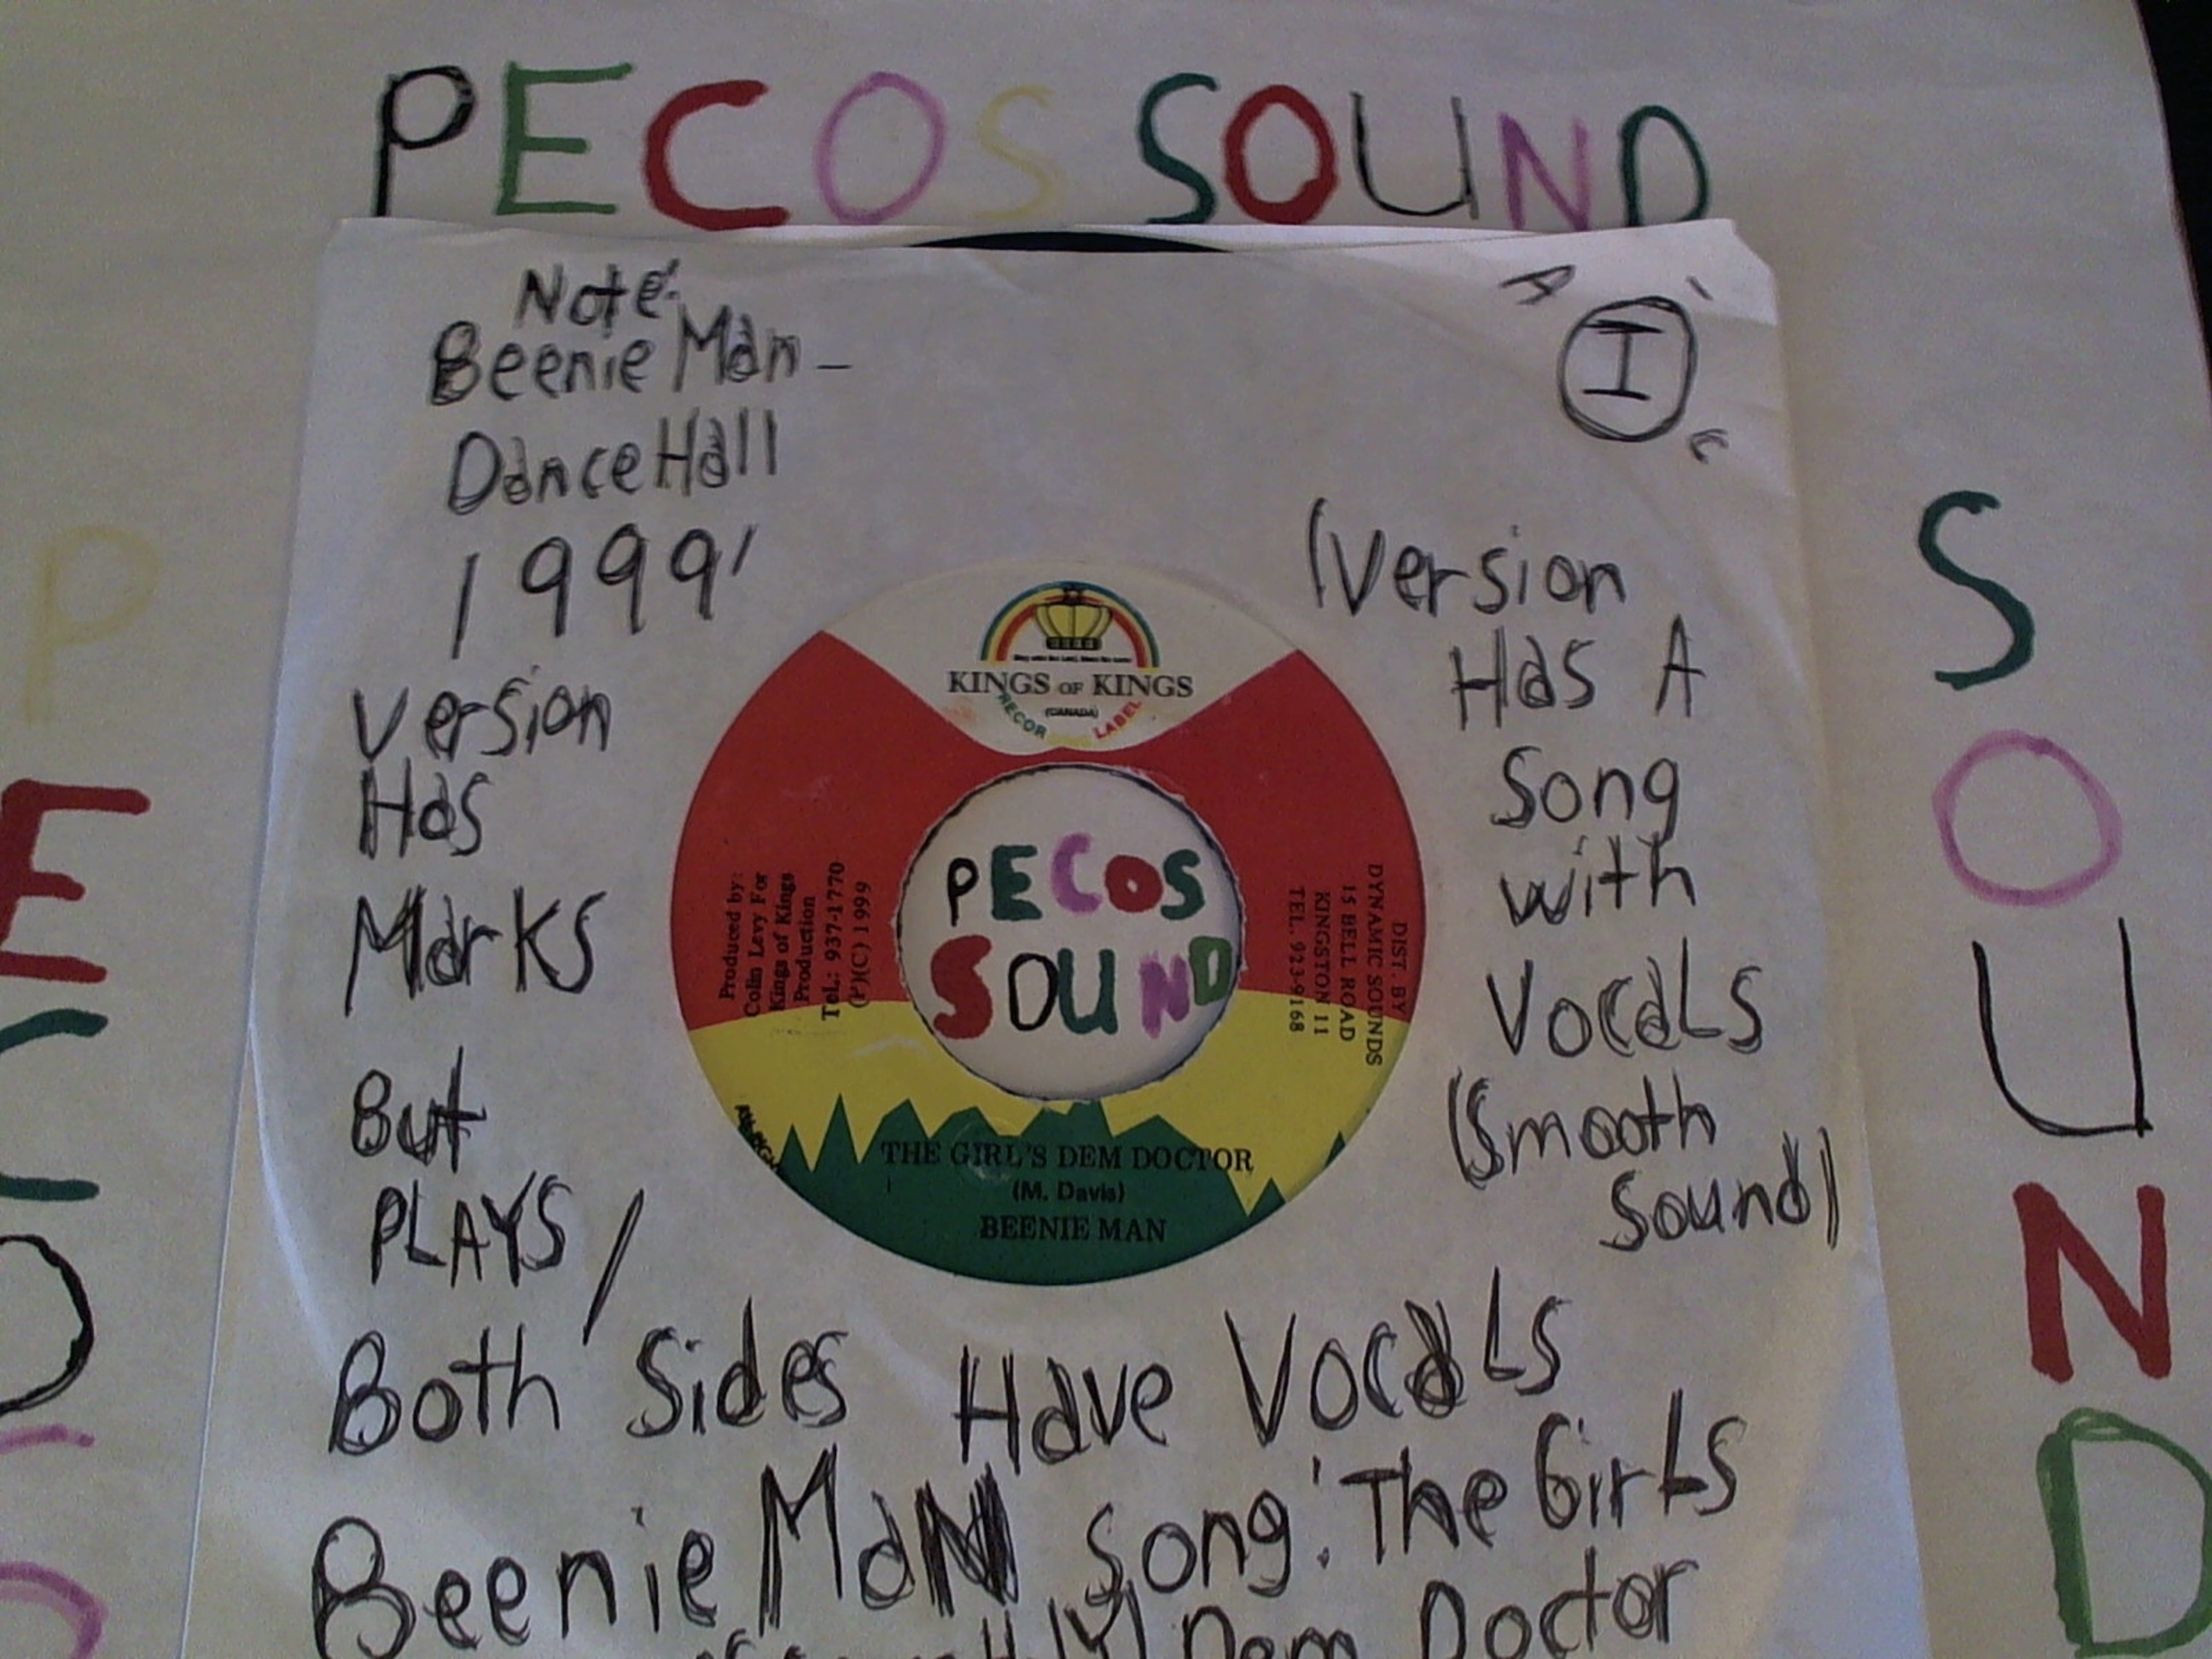 PECOS SOUND
Note:
Beenie Man -
DanceHall
1999'
Version
Has
Marks
But
PLAYS /
A
I
C
(Version
Has A
Song
with
Vocals
(Smooth
Sound)
KINGS OF KINGS
(CANADA)
RECOR LABEL
Produced by:
Colin Levy For
Kings of Kings
Production
TeL.: 937-1770
(P)(C) 1999
PECOS
SOUND
DIST. BY
DYNAMIC SOUNDS
15 BELL ROAD
KINGSTON 11
TEL. 923-9168
THE GIRL'S DEM DOCTOR
(M. Davis)
BEENIE MAN
Both Sides Have VocaLs
Beenie MaN Song: The GirLs
Dem Doctor
P
E
C
O
S
S
O
U
N
D